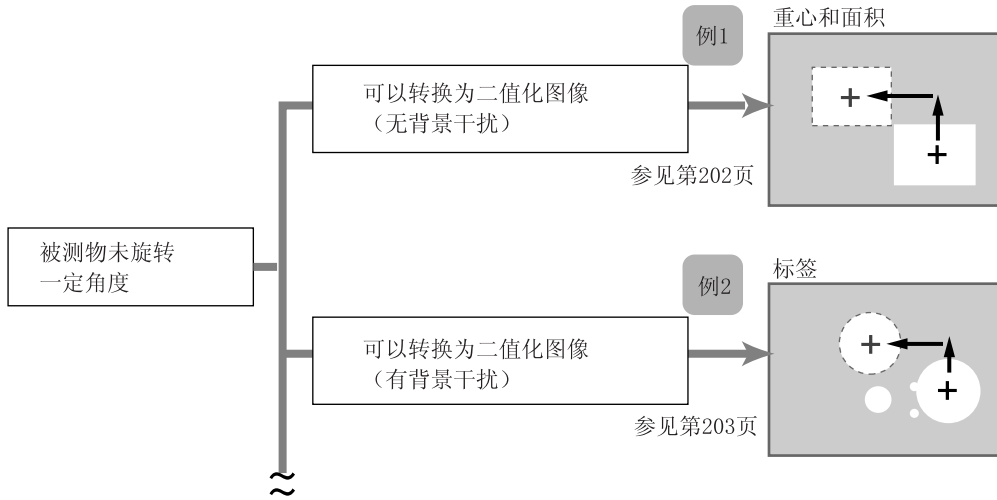 例1
重心和面积
可以转换为二值化图像
（无背景干扰）
参见第202页
被测物未旋转
一定角度
例2
标签
可以转换为二值化图像
（有背景干扰）
参见第203页